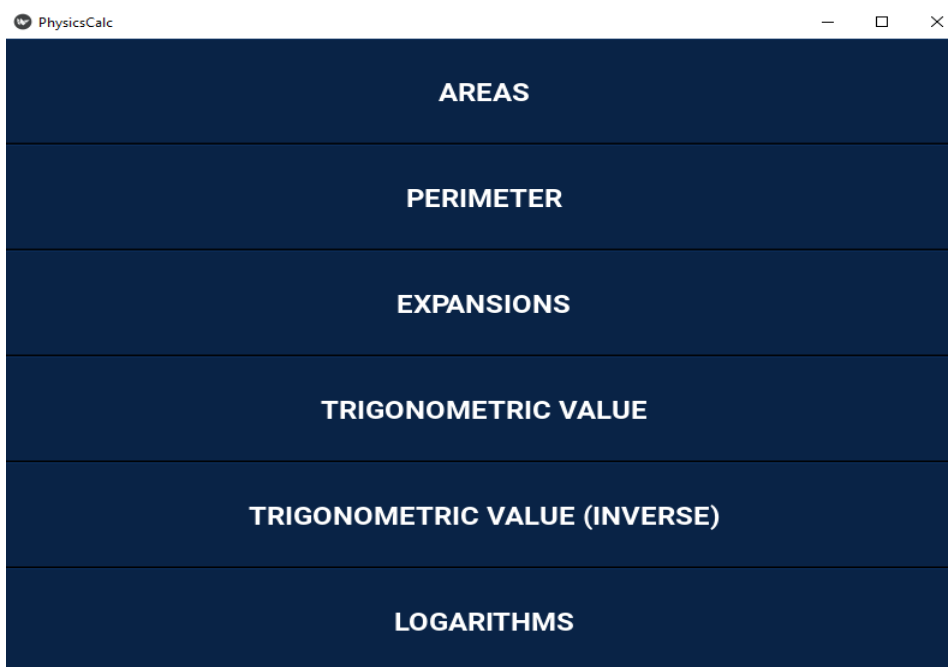 PhysicsCalc
AREAS
PERIMETER
EXPANSIONS
TRIGONOMETRIC VALUE
TRIGONOMETRIC VALUE (INVERSE)
LOGARITHMS